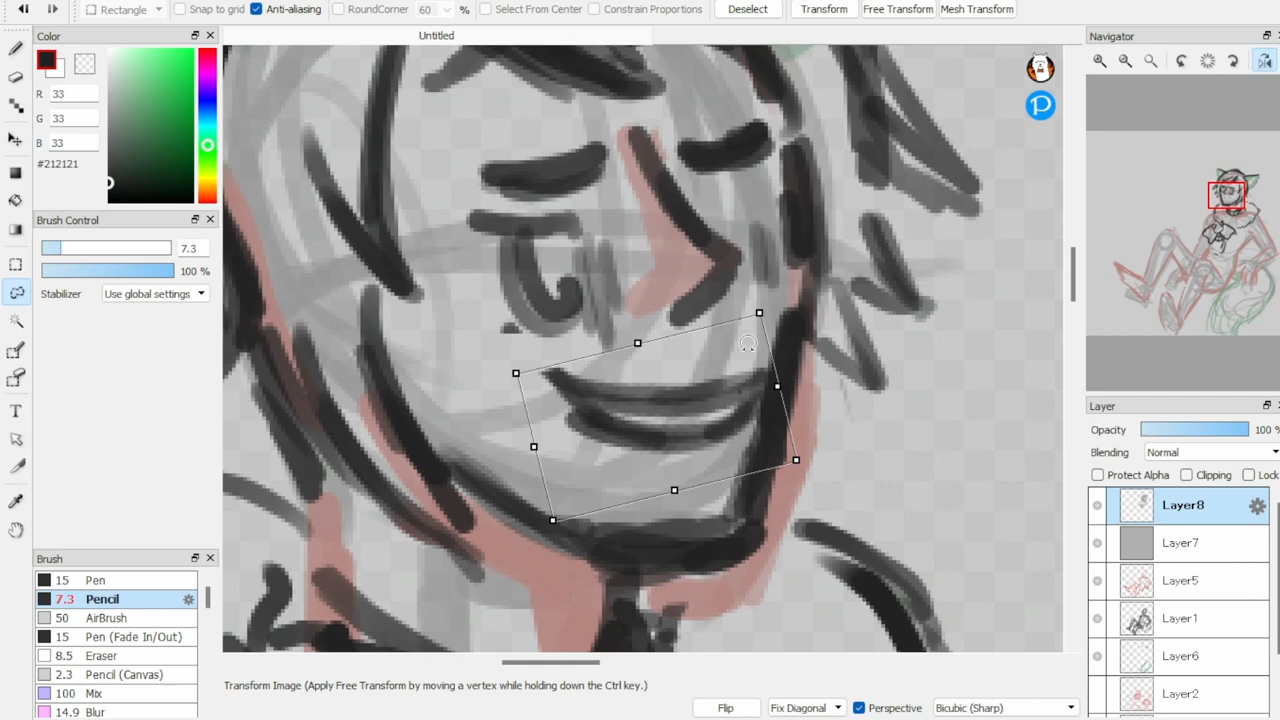 Rectangle
Snap to grid
Anti-aliasing
RoundCorner
60
%
Select From Center
Constrain Proportions
Deselect
Transform
Free Transform
Mesh Transform
Color
Untitled
Navigator
R 33
G 33
B 33
#212121
Brush Control
7.3
100 %
Stabilizer
Use global settings
T
Layer
Opacity
100 %
Blending
Normal
Protect Alpha
Clipping
Lock
Layer8
Layer7
Layer5
Layer1
Layer6
Layer2
Brush
15 Pen
7.3 Pencil
50 AirBrush
15 Pen (Fade In/Out)
8.5 Eraser
2.3 Pencil (Canvas)
100 Mix
14.9 Blur
Transform Image (Apply Free Transform by moving a vertex while holding down the Ctrl key.)
Flip
Fix Diagonal
Perspective
Bicubic (Sharp)